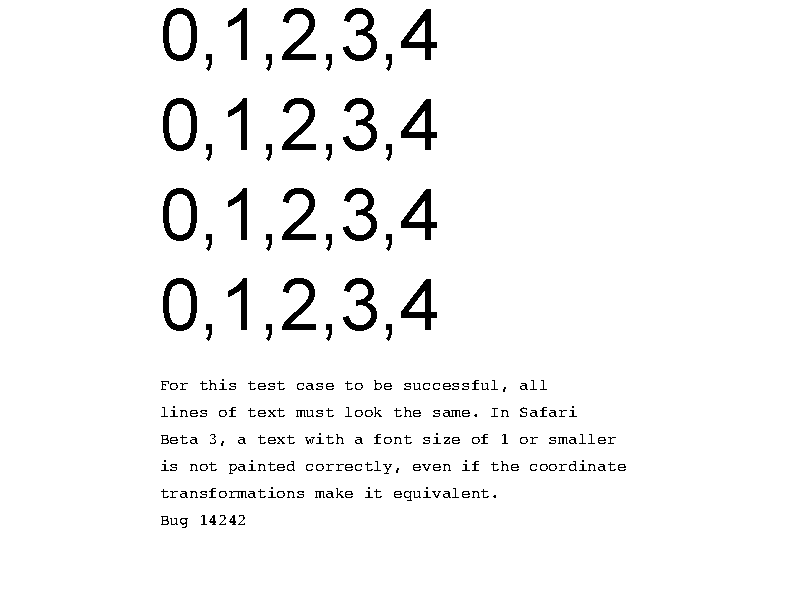 0,1,2,3,4
0,1,2,3,4
0,1,2,3,4
0,1,2,3,4
For this test case to be successful, all
lines of text must look the same. In Safari
Beta 3, a text with a font size of 1 or smaller
is not painted correctly, even if the coordinate
transformations make it equivalent.
Bug 14242